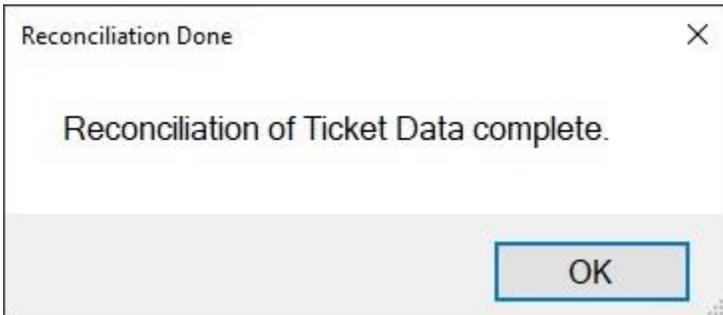 Reconciliation Done
Reconciliation of Ticket Data complete.
OK